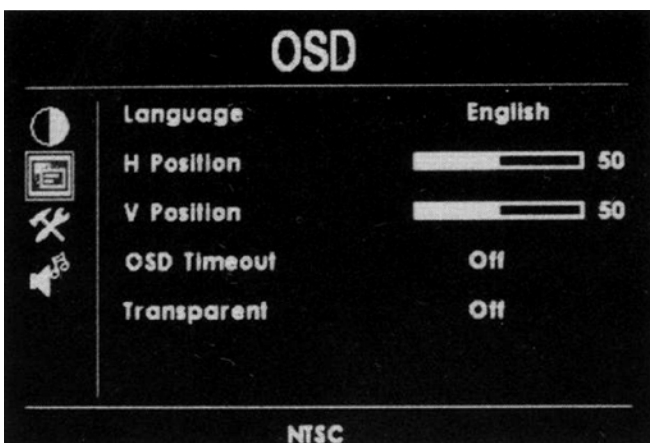 OSD
Language English
H Position 50
V Position 50
OSD Timeout Off
Transparent Off
NTSC